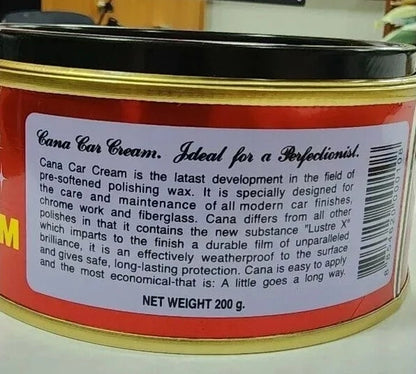 Cana Car Cream. Ideal for a Perfectionist.
Cana Car Cream is the latast development in the field of
pre-softened polishing wax. It is specially designed for
the care and maintenance of all modern car finishes,
chrome work and fiberglass. Cana differs from all other
polishes in that it contains the new substance "Lustre X"
which imparts to the finish a durable film of unparalleled
brilliance, it is an effectively weatherproof to the surface
and gives safe, long-lasting protection. Cana is easy to apply
and the most economical-that is: A little goes a long way.
NET WEIGHT 200 g.
M